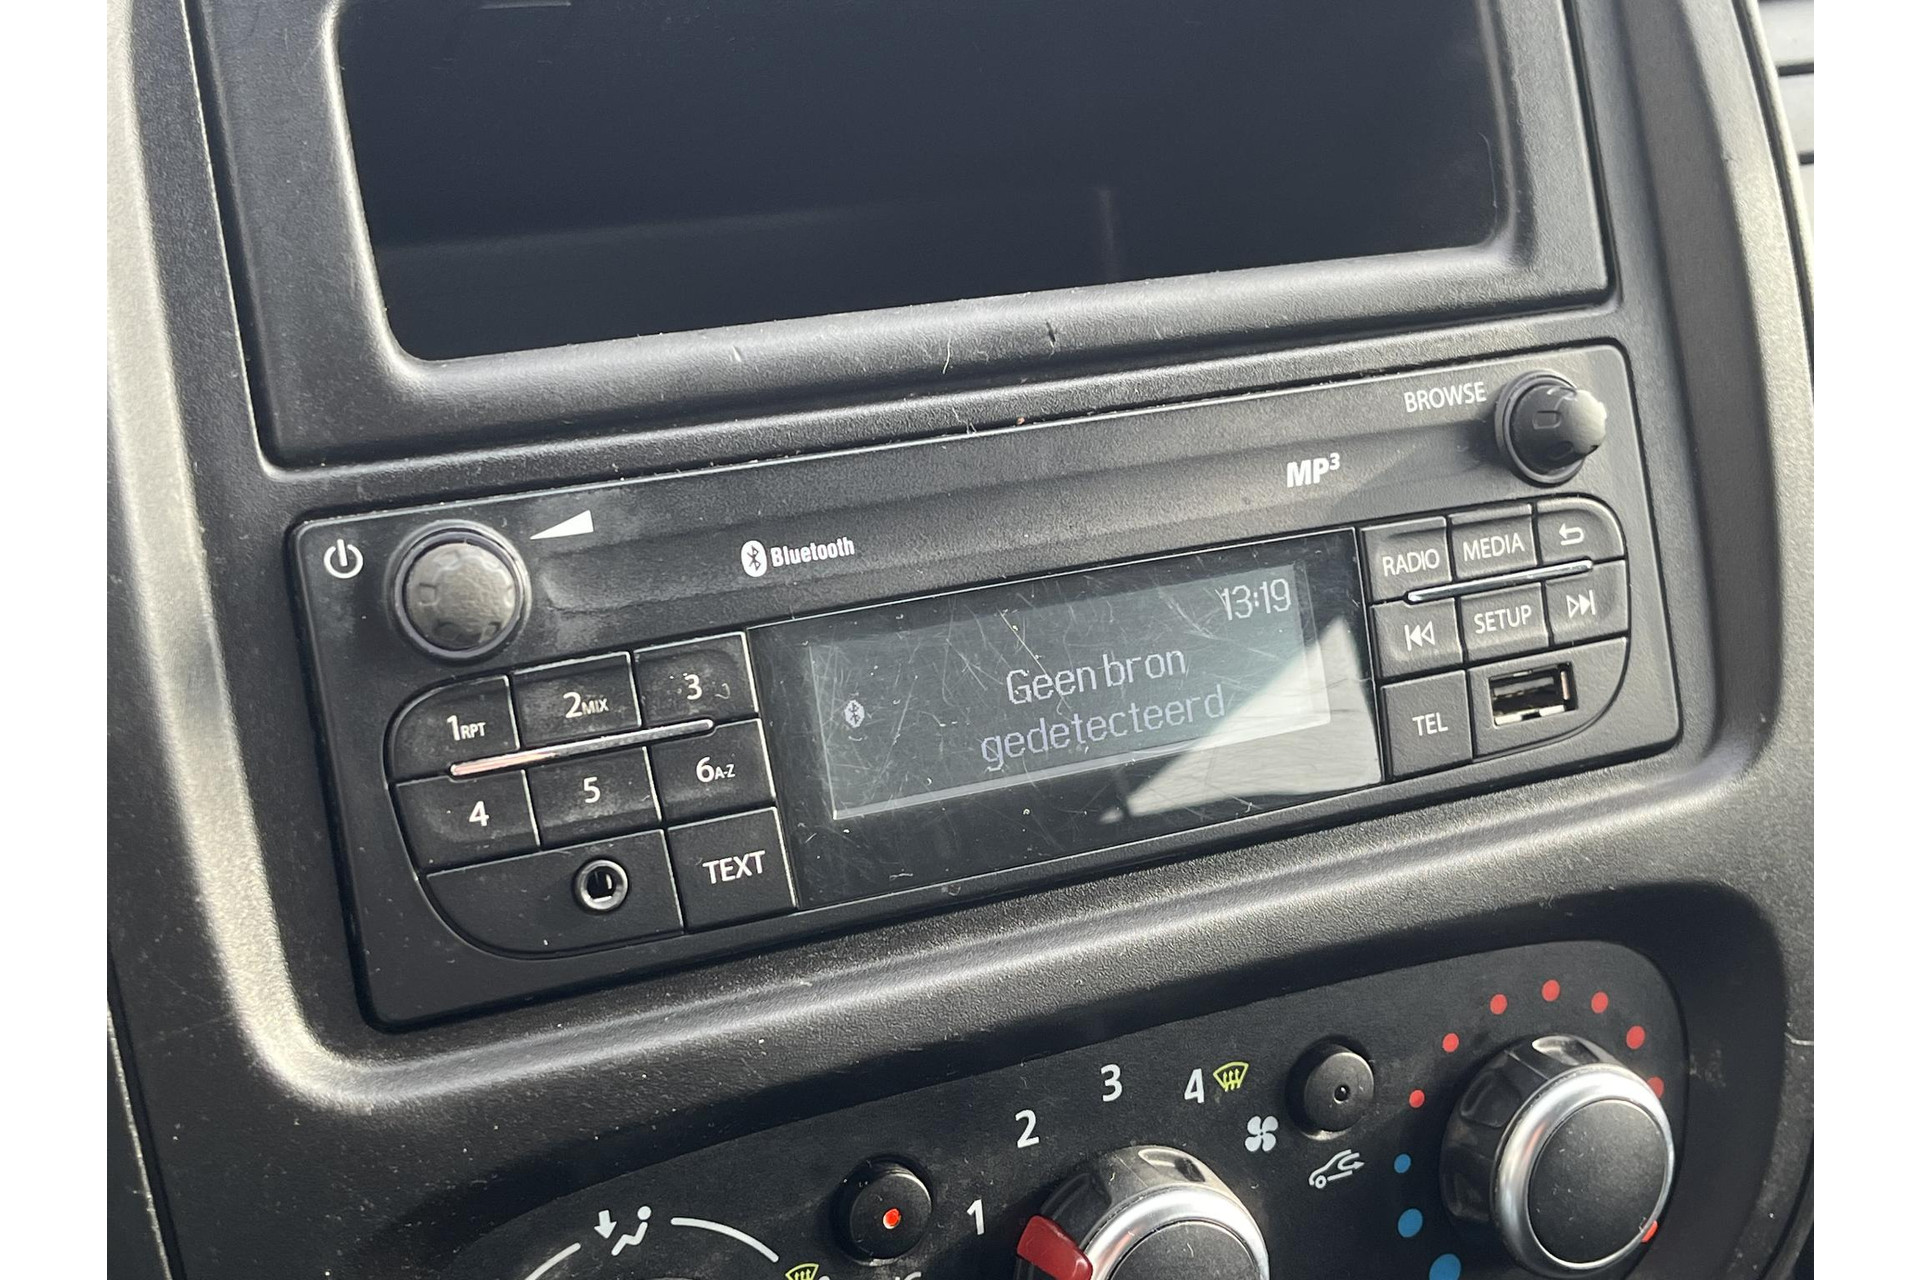 BROWSE
MP3
Bluetooth
RADIO
MEDIA
13:19
Geen bron
gedetecteerd
SETUP
1RPT
2MIX
3
4
5
6A-Z
TEL
TEXT
1
2
3
4